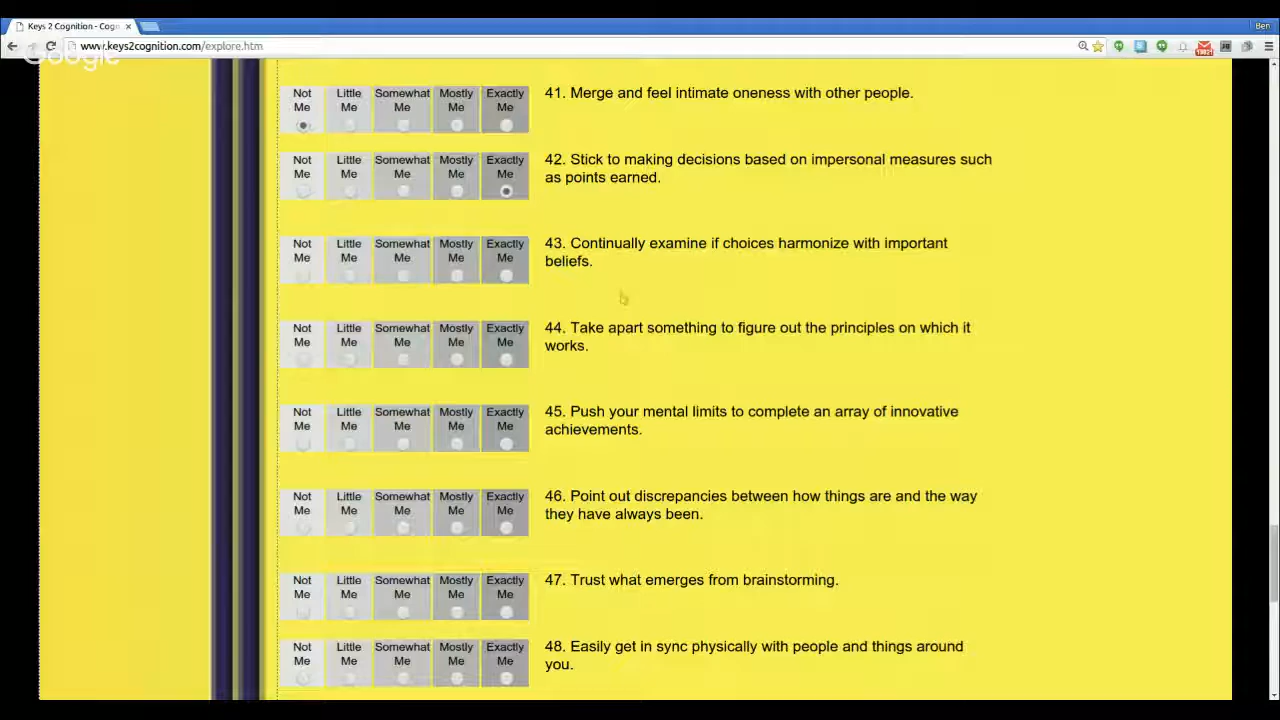 Keys 2 Cognition - Cogn
Ben
www.keys2cognition.com/explore.htm
Google
Not Little Somewhat Mostly Exactly
Me Me Me Me Me
41. Merge and feel intimate oneness with other people.
Not Little Somewhat Mostly Exactly
Me Me Me Me Me
42. Stick to making decisions based on impersonal measures such
as points earned.
Not Little Somewhat Mostly Exactly
Me Me Me Me Me
43. Continually examine if choices harmonize with important
beliefs.
Not Little Somewhat Mostly Exactly
Me Me Me Me Me
44. Take apart something to figure out the principles on which it
works.
Not Little Somewhat Mostly Exactly
Me Me Me Me Me
45. Push your mental limits to complete an array of innovative
achievements.
Not Little Somewhat Mostly Exactly
Me Me Me Me Me
46. Point out discrepancies between how things are and the way
they have always been.
Not Little Somewhat Mostly Exactly
Me Me Me Me Me
47. Trust what emerges from brainstorming.
Not Little Somewhat Mostly Exactly
Me Me Me Me Me
48. Easily get in sync physically with people and things around
you.